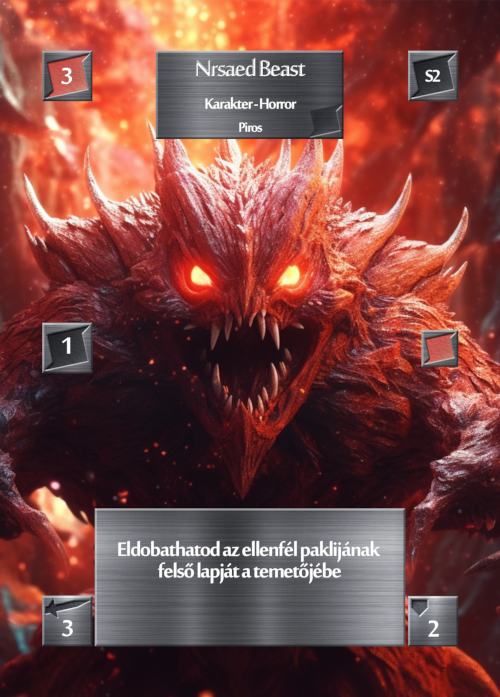 3
Nrsaed Beast
S2
Karakter - Horror
Piros
1
Eldobathatod az ellenfél paklijának
felső lapját a temetőjébe
3
2